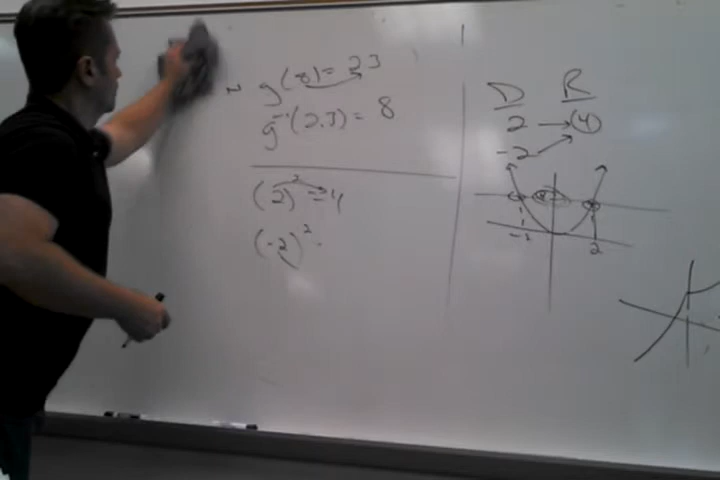 g(8) = 23
g⁻¹(23) = 8
(2)² = 4
(-2)²
D R
2 → 4
-2
-2 2